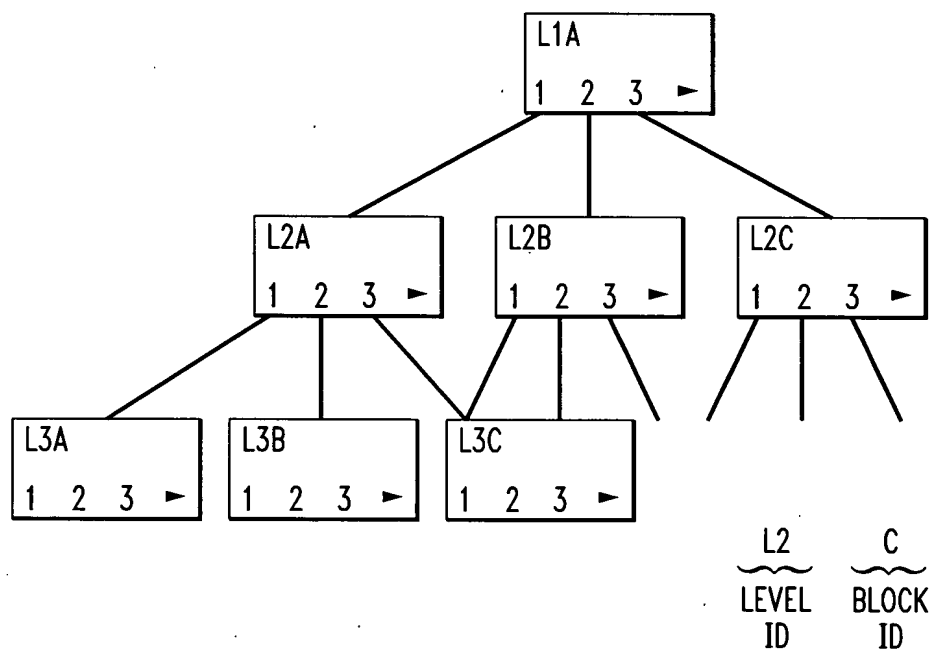 L1A
1 2 3 ►
L2A
1 2 3 ►
L2B
1 2 3 ►
L2C
1 2 3 ►
L3A
1 2 3 ►
L3B
1 2 3 ►
L3C
1 2 3 ►
L2 C
LEVEL BLOCK
ID ID